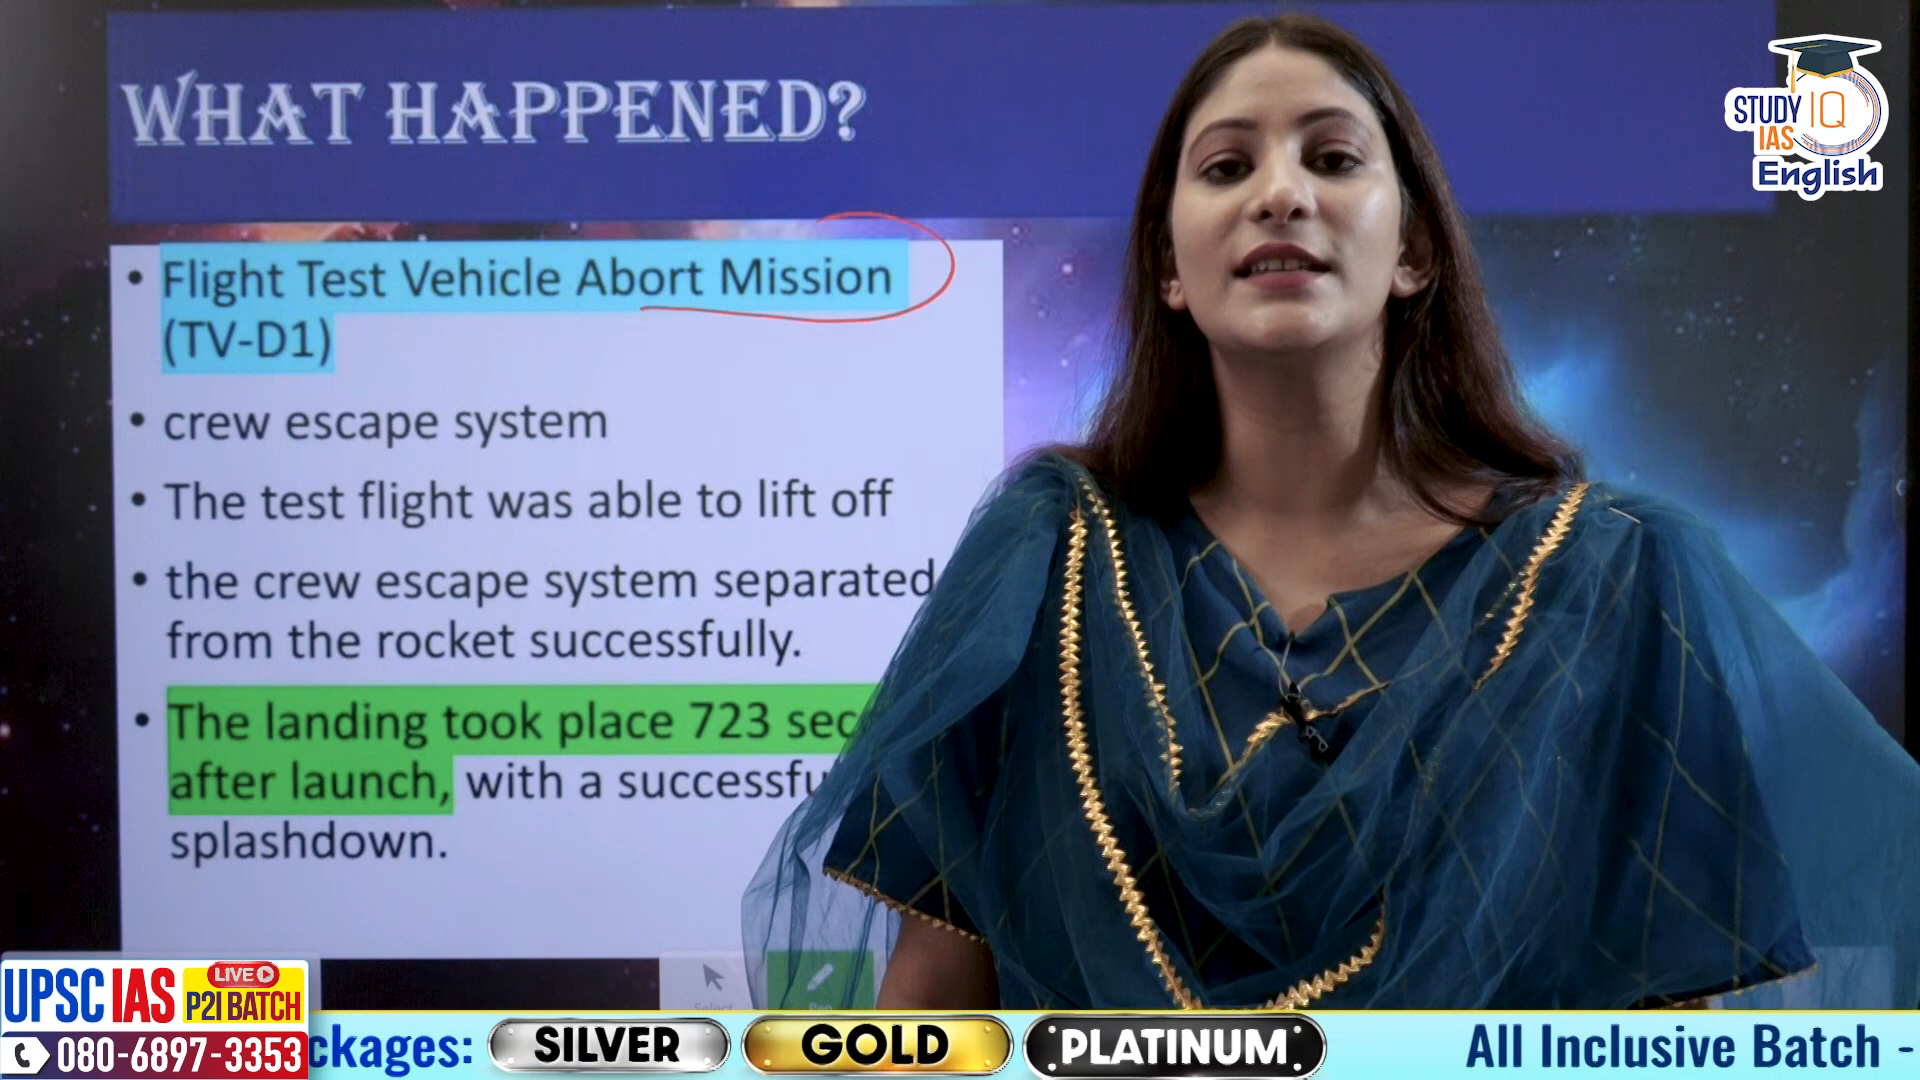 WHAT HAPPENED?
STUDY IQ
IAS
English
• Flight Test Vehicle Abort Mission
(TV-D1)
• crew escape system
• The test flight was able to lift off
• the crew escape system separated
from the rocket successfully.
• The landing took place 723 sec
after launch, with a successfu
splashdown.
Select
Pen
UPSC IAS LIVE
P2I BATCH
080-6897-3353
ckages: SILVER GOLD PLATINUM All Inclusive Batch -